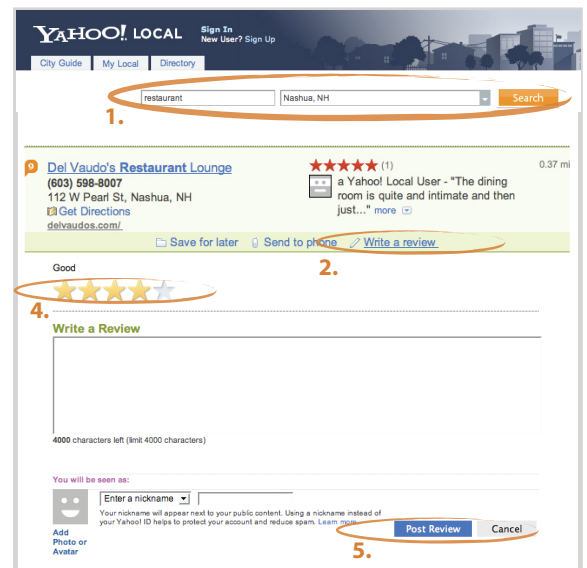 YAHOO! LOCAL
Sign In
New User? Sign Up
City Guide My Local Directory
restaurant Nashua, NH Search
1.
9 Del Vaudo's Restaurant Lounge
(603) 598-8007
112 W Pearl St, Nashua, NH
Get Directions
delvaudos.com/
(1)
a Yahoo! Local User - "The dining
room is quite and intimate and then
just..." more
0.37 mi
Save for later Send to phone Write a review
2.
Good
4.
Write a Review
4000 characters left (limit 4000 characters)
You will be seen as:
Enter a nickname
Your nickname will appear next to your public content. Using a nickname instead of
your Yahoo! ID helps to protect your account and reduce spam. Learn more
Add
Photo or
Avatar
Post Review Cancel
5.